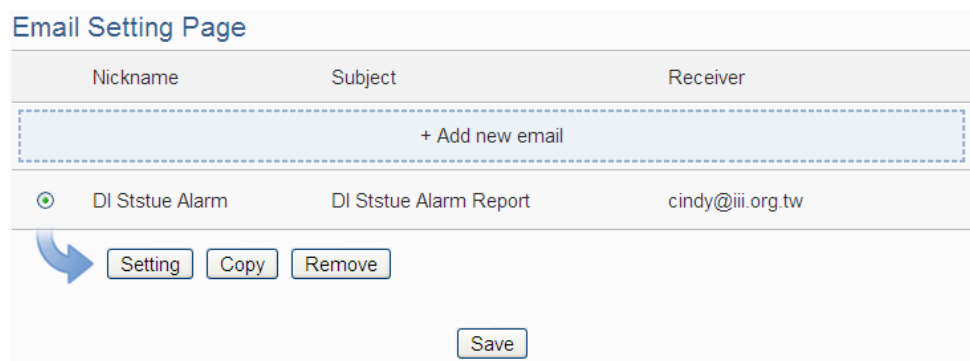 Email Setting Page
Nickname Subject Receiver
+ Add new email
DI Ststue Alarm DI Ststue Alarm Report cindy@iii.org.tw
Setting Copy Remove
Save